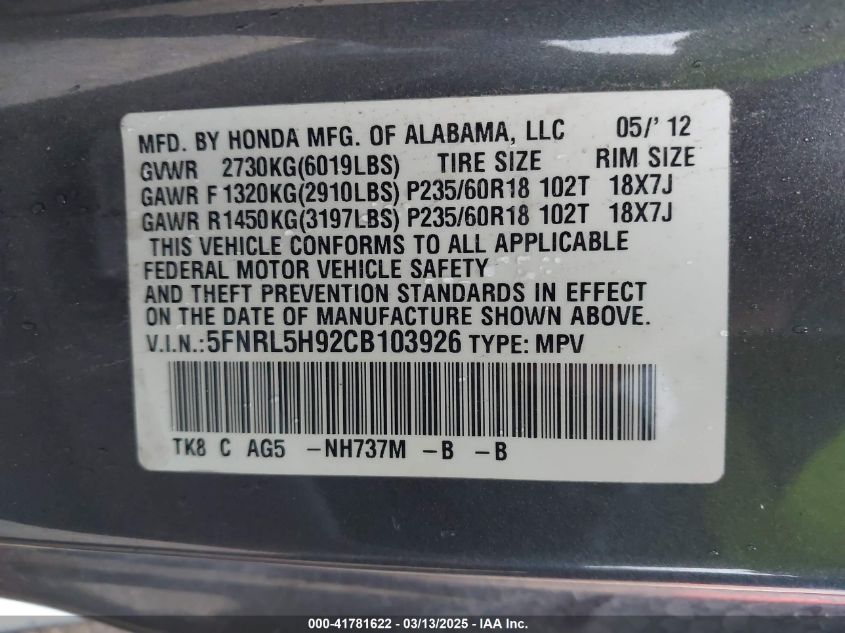 MFD. BY HONDA MFG. OF ALABAMA, LLC 05/' 12
GVWR 2730KG(6019LBS) TIRE SIZE RIM SIZE
GAWR F 1320KG(2910LBS) P235/60R18 102T 18X7J
GAWR R1450KG(3197LBS) P235/60R18 102T 18X7J
THIS VEHICLE CONFORMS TO ALL APPLICABLE
FEDERAL MOTOR VEHICLE SAFETY
AND THEFT PREVENTION STANDARDS IN EFFECT
ON THE DATE OF MANUFACTURE SHOWN ABOVE.
V.I.N.:5FNRL5H92CB103926 TYPE: MPV
TK8 C AG5 -NH737M -B -B
000-41781622 - 03/13/2025 - © IAA Inc.